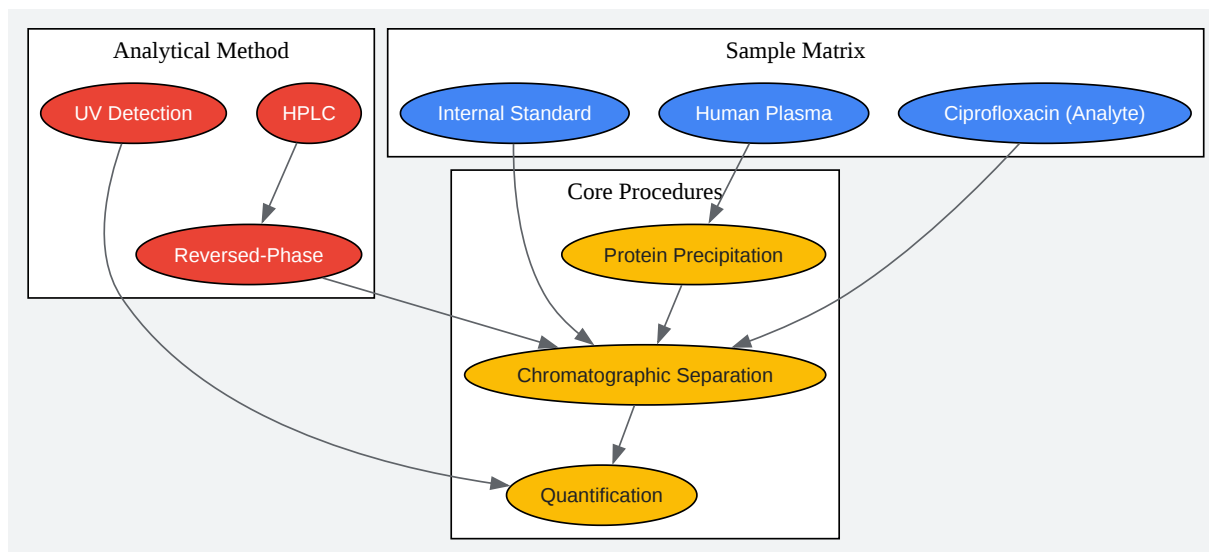 Analytical Method
Sample Matrix
UV Detection
HPLC
Internal Standard
Human Plasma
Ciprofloxacin (Analyte)
Core Procedures
Reversed-Phase
Protein Precipitation
Chromatographic Separation
Quantification